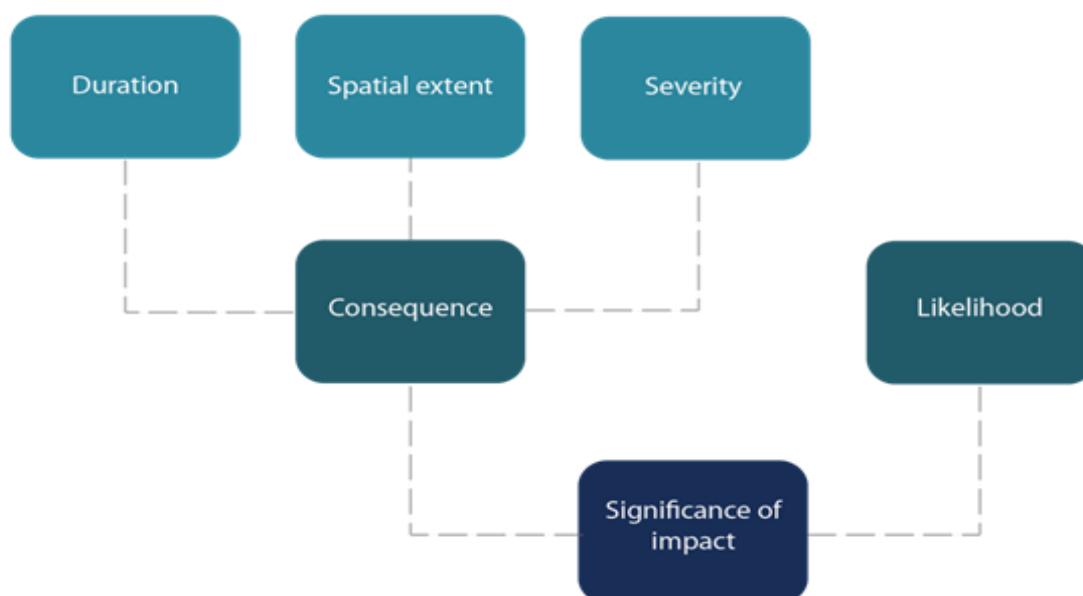 Duration
Spatial extent
Severity
Consequence
Likelihood
Significance of
impact